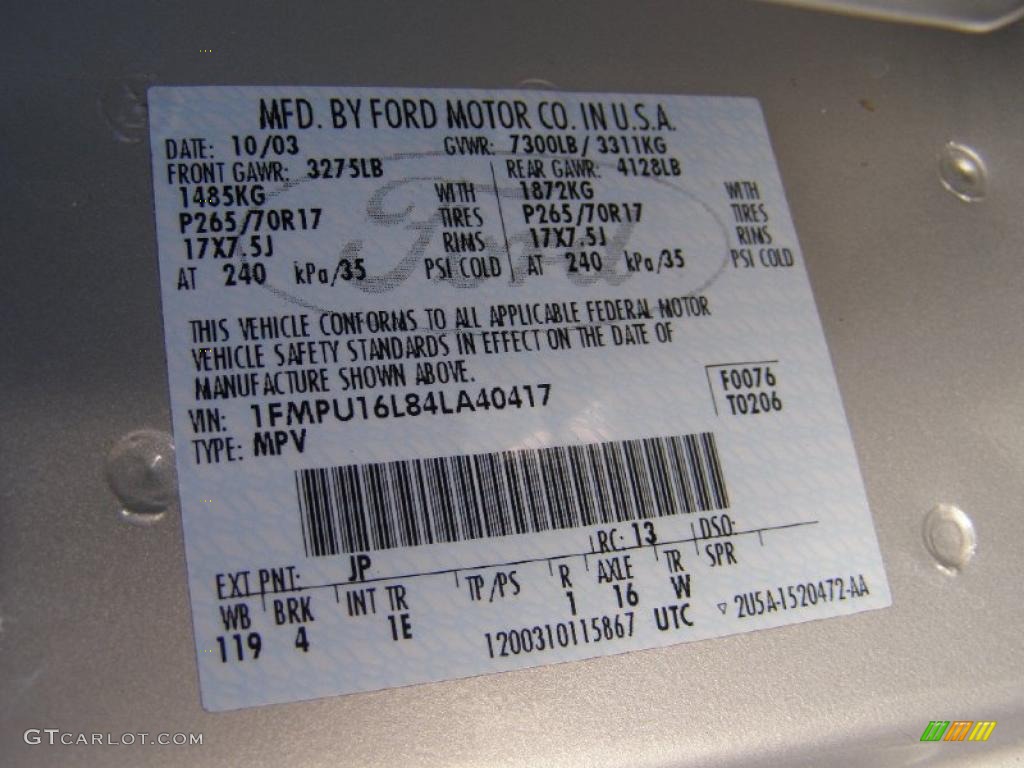 MFD. BY FORD MOTOR CO. IN U.S.A.
DATE: 10/03 GVWR: 7300LB/ 3311KG
FRONT GAWR: 3275LB REAR GAWR: 4128LB
1485KG WITH 1872KG WITH
P265/70R17 TIRES P265/70R17 TIRES
17X7.5J RIMS 17X7.5J RIMS
AT 240 kPa/35 PSI COLD AT 240 kPa/35 PSI COLD
Ford
THIS VEHICLE CONFORMS TO ALL APPLICABLE FEDERAL MOTOR
VEHICLE SAFETY STANDARDS IN EFFECT ON THE DATE OF
MANUFACTURE SHOWN ABOVE.
F0076
VIN: 1FMPU16L84LA40417 T0206
TYPE: MPV
EXT PNT: JP RC: 13 DSO:
WB BRK INT TR TP/PS R AXLE TR SPR
119 4 1E 1 16 W
1200310115867 UTC ▿ 2U5A-1520472-AA
GTCARLOT.COM